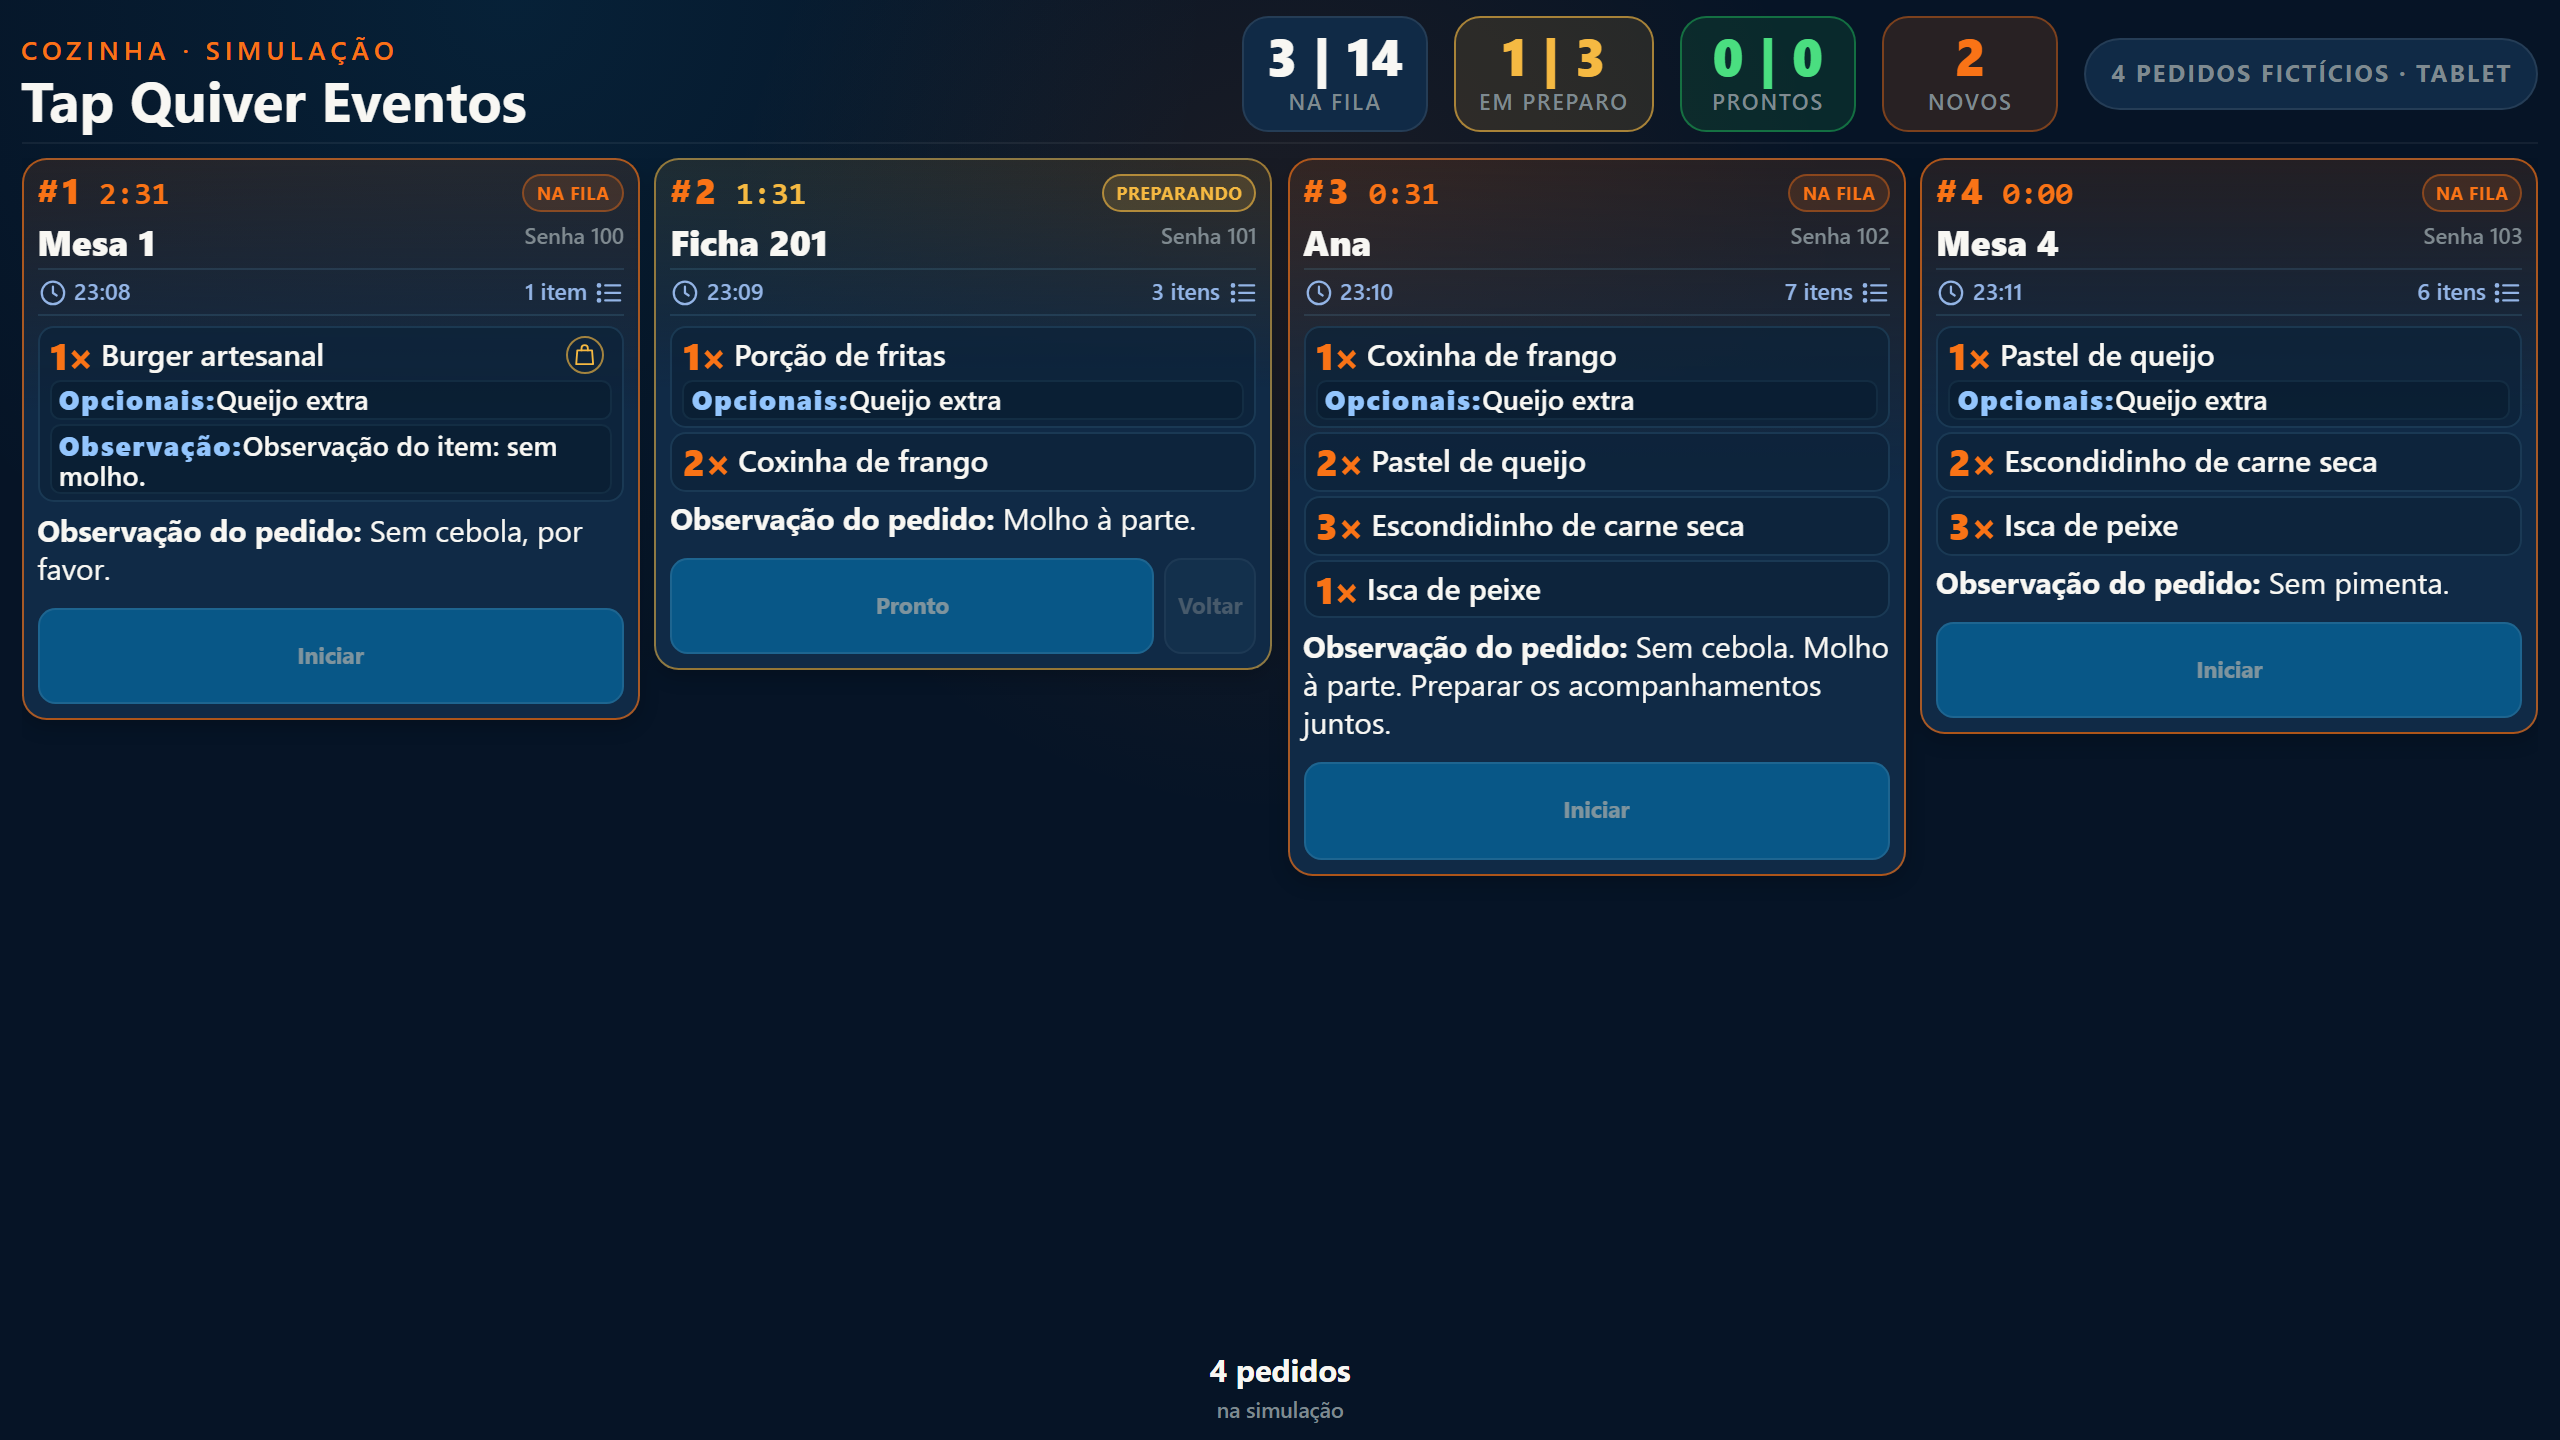 COZINHA · SIMULAÇÃO
Tap Quiver Eventos
3 | 14
NA FILA
1 | 3
EM PREPARO
0 | 0
PRONTOS
2
NOVOS
4 PEDIDOS FICTÍCIOS · TABLET
#1 2:31 NA FILA
Mesa 1 Senha 100
23:08 1 item
1× Burger artesanal
Opcionais:Queijo extra
Observação:Observação do item: sem
molho.
Observação do pedido: Sem cebola, por
favor.
Iniciar
#2 1:31 PREPARANDO
Ficha 201 Senha 101
23:09 3 itens
1× Porção de fritas
Opcionais:Queijo extra
2× Coxinha de frango
Observação do pedido: Molho à parte.
Pronto Voltar
#3 0:31 NA FILA
Ana Senha 102
23:10 7 itens
1× Coxinha de frango
Opcionais:Queijo extra
2× Pastel de queijo
3× Escondidinho de carne seca
1× Isca de peixe
Observação do pedido: Sem cebola. Molho
à parte. Preparar os acompanhamentos
juntos.
Iniciar
#4 0:00 NA FILA
Mesa 4 Senha 103
23:11 6 itens
1× Pastel de queijo
Opcionais:Queijo extra
2× Escondidinho de carne seca
3× Isca de peixe
Observação do pedido: Sem pimenta.
Iniciar
4 pedidos
na simulação